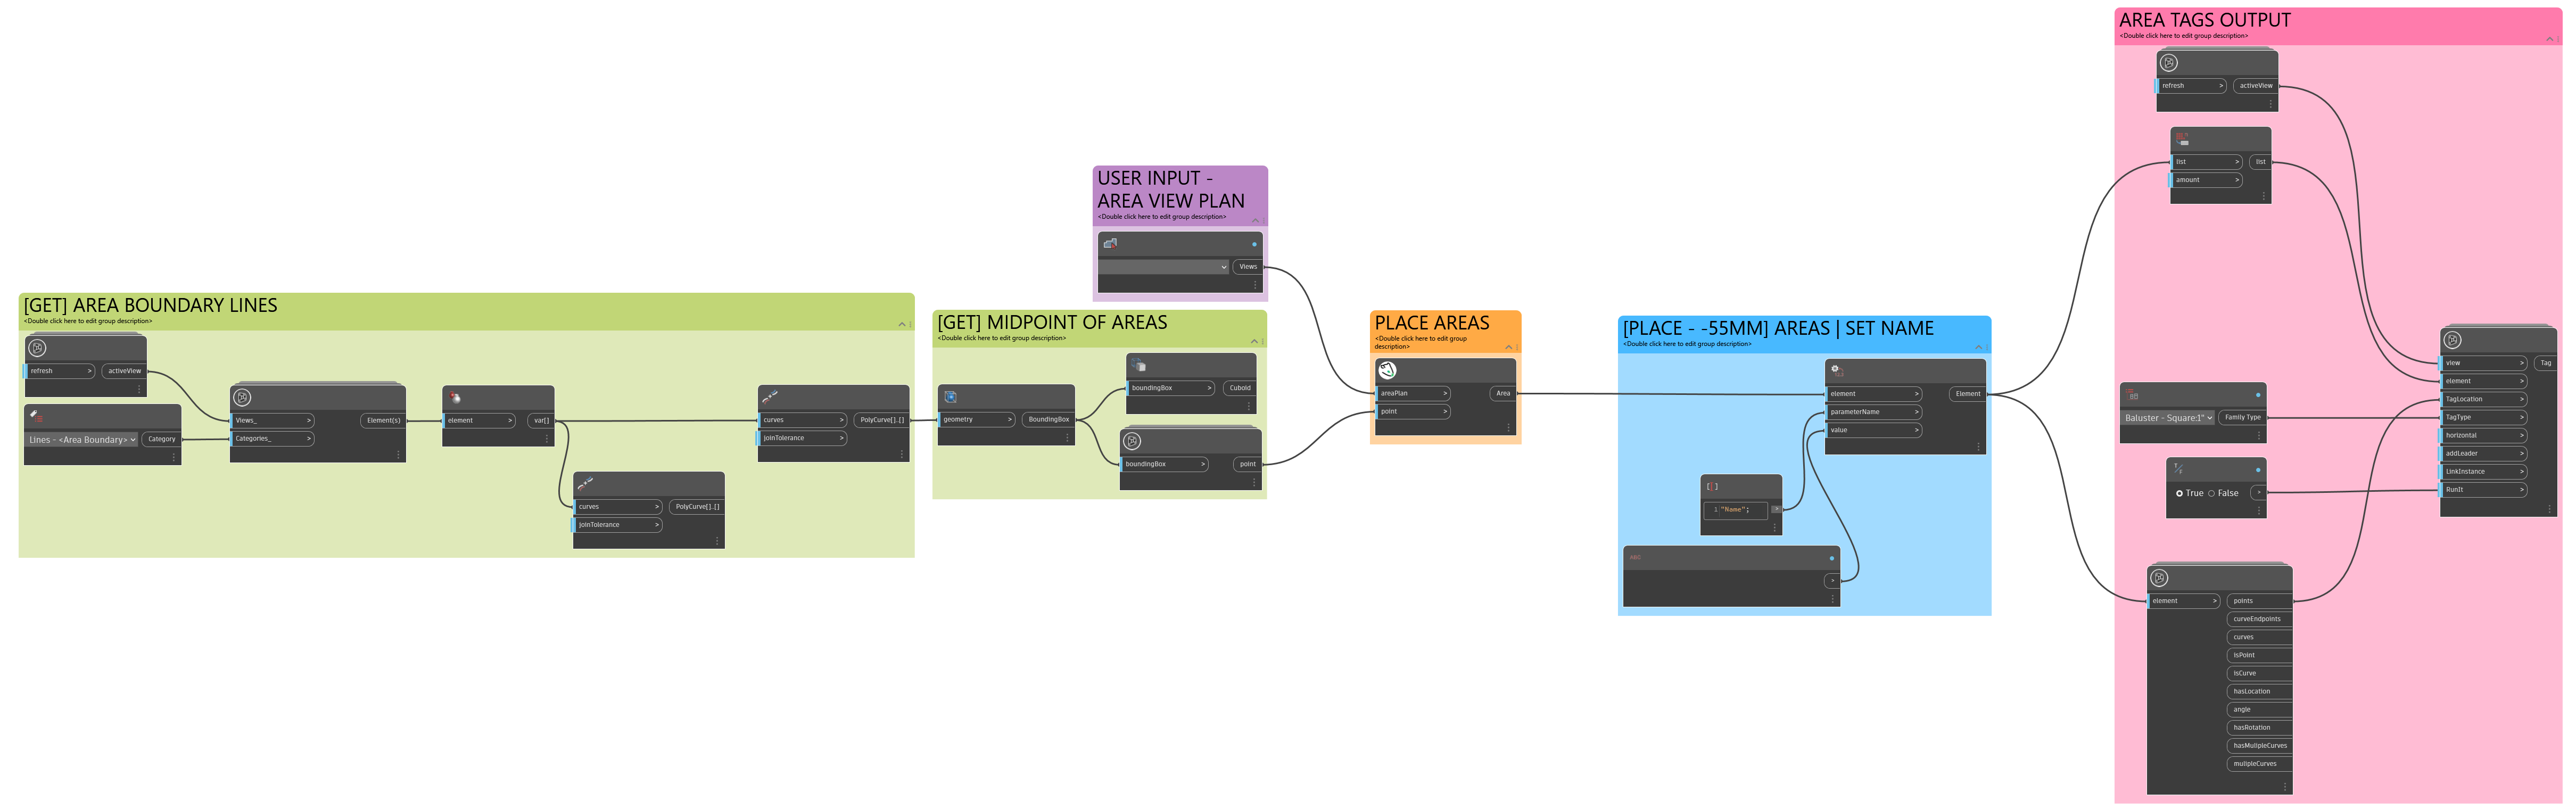 [GET] AREA BOUNDARY LINES
<Double click here to edit group description>
refresh >
activeView
Lines - <Area Boundary>
Category
Views_ >
Element(s)
Categories_ >
element >
var[]
curves >
PolyCurve[]..[]
joinTolerance >
curves >
PolyCurve[]..[]
joinTolerance >
[GET] MIDPOINT OF AREAS
<Double click here to edit group description>
geometry >
BoundingBox
boundingBox >
Cuboid
boundingBox >
point
USER INPUT -
AREA VIEW PLAN
<Double click here to edit group description>
Views
PLACE AREAS
<Double click here to edit group
description>
areaPlan >
Area
point >
[PLACE - -55MM] AREAS | SET NAME
<Double click here to edit group description>
element >
Element
parameterName >
value >
[ ]
1 "Name";
>
ABC
>
AREA TAGS OUTPUT
<Double click here to edit group description>
refresh >
activeView
list >
list
amount >
Baluster - Square:1"
Family Type
True
False
>
view >
Tag
element >
TagLocation >
TagType >
horizontal >
addLeader >
LinkInstance >
RunIt >
element >
points
curveEndpoints
curves
isPoint
isCurve
hasLocation
angle
hasRotation
hasMulipleCurves
mulipleCurves